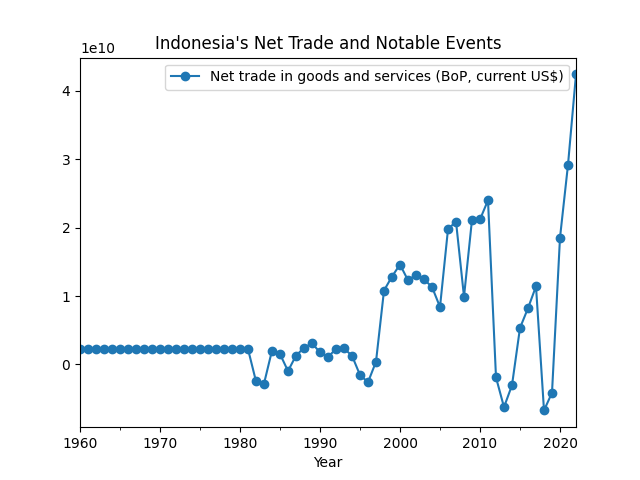 Indonesia's Net Trade and Notable Events
1e10
Net trade in goods and services (BoP, current US$)
4
3
2
1
0
1960 1970 1980 1990 2000 2010 2020
Year